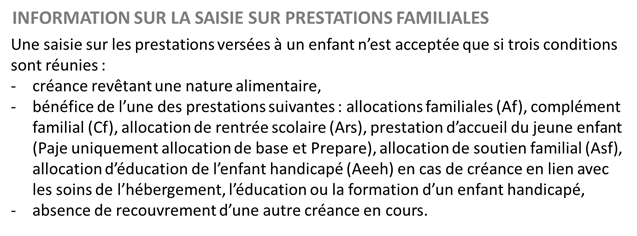 INFORMATION SUR LA SAISIE SUR PRESTATIONS FAMILIALES
Une saisie sur les prestations versées à un enfant n'est acceptée que si trois conditions
sont réunies :
- créance revêtant une nature alimentaire,
- bénéfice de l'une des prestations suivantes : allocations familiales (Af), complément
familial (Cf), allocation de rentrée scolaire (Ars), prestation d'accueil du jeune enfant
(Paje uniquement allocation de base et Prepare), allocation de soutien familial (Asf),
allocation d'éducation de l'enfant handicapé (Aeeh) en cas de créance en lien avec
les soins de l'hébergement, l'éducation ou la formation d'un enfant handicapé,
- absence de recouvrement d'une autre créance en cours.